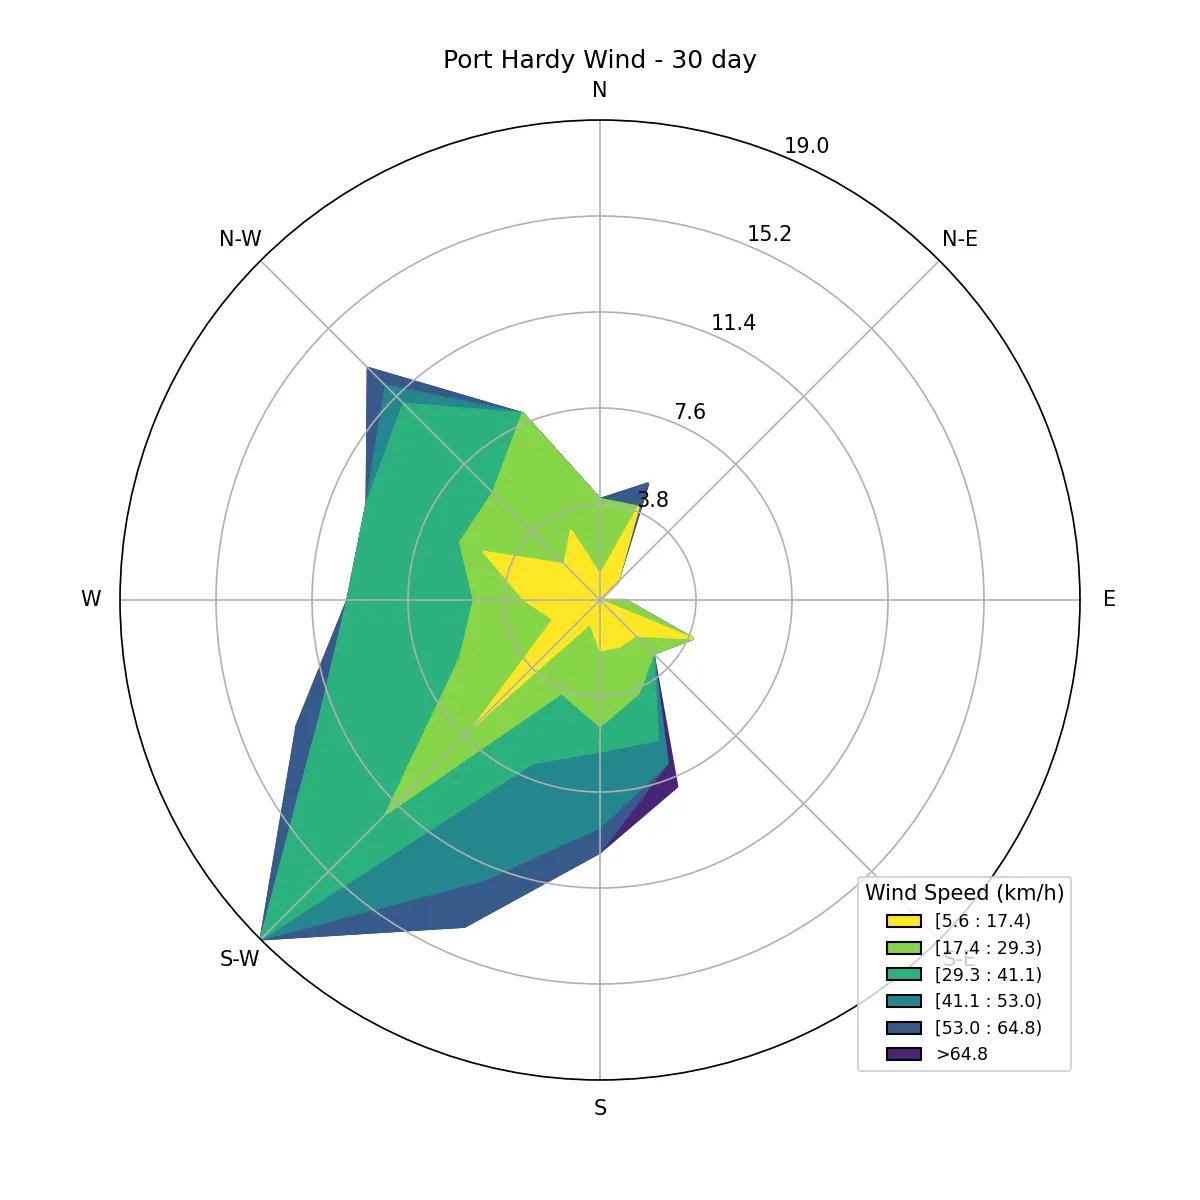 Port Hardy Wind - 30 day
N
19.0
15.2
N-W
N-E
11.4
7.6
3.8
W
E
S-W
S-E
Wind Speed (km/h)
[5.6 : 17.4)
[17.4 : 29.3)
[29.3 : 41.1)
[41.1 : 53.0)
[53.0 : 64.8)
>64.8
S